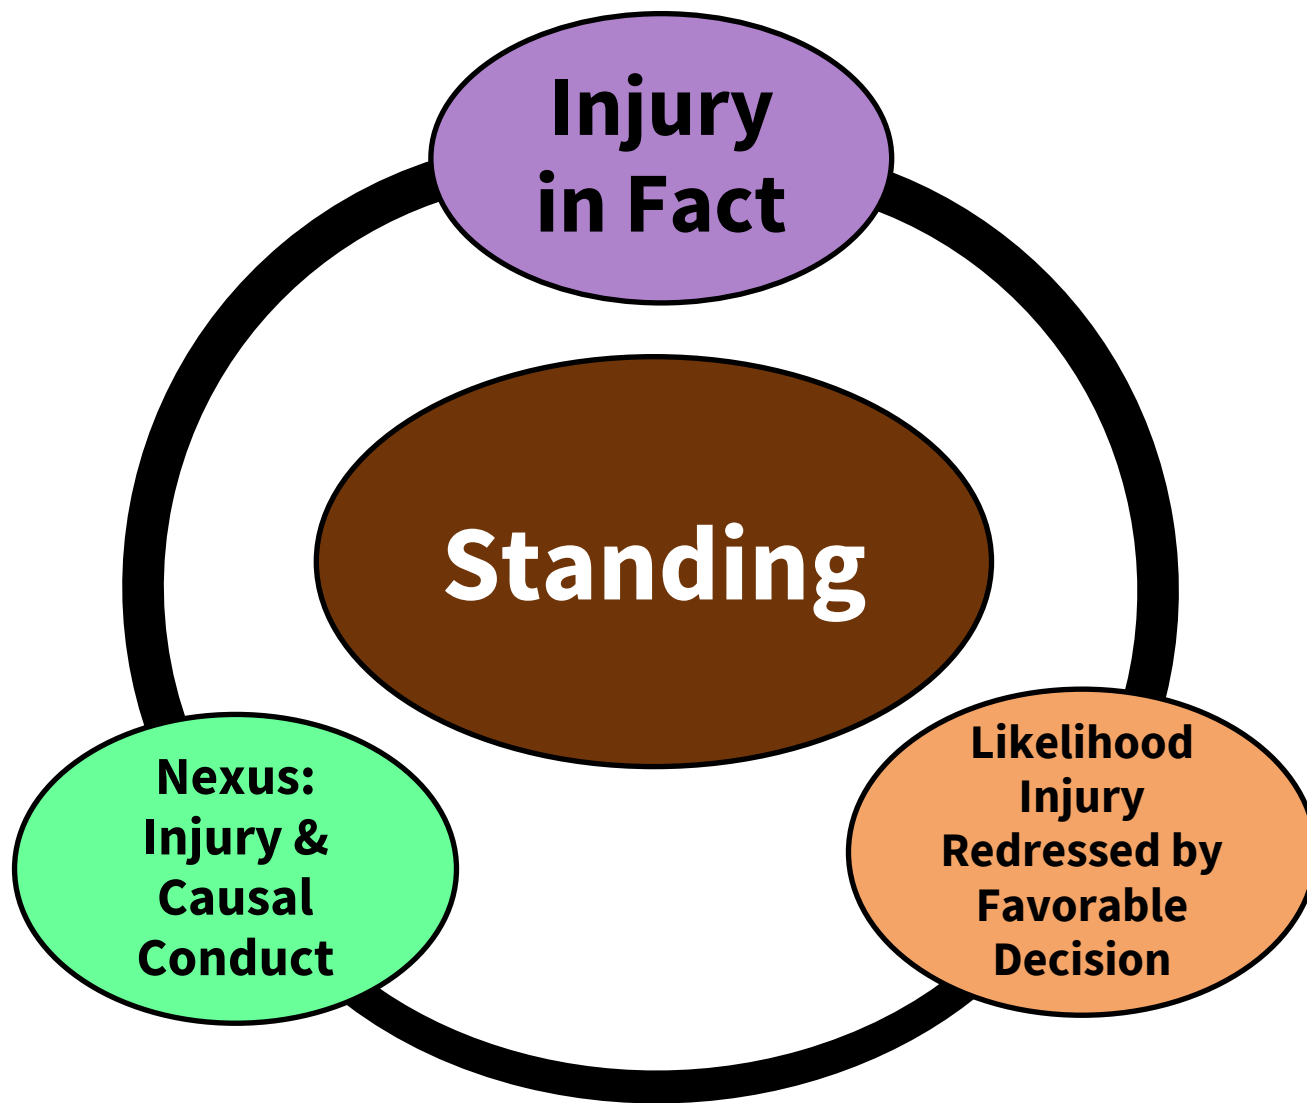 Injury
in Fact
Standing
Nexus:
Injury &
Causal
Conduct
Likelihood
Injury
Redressed by
Favorable
Decision